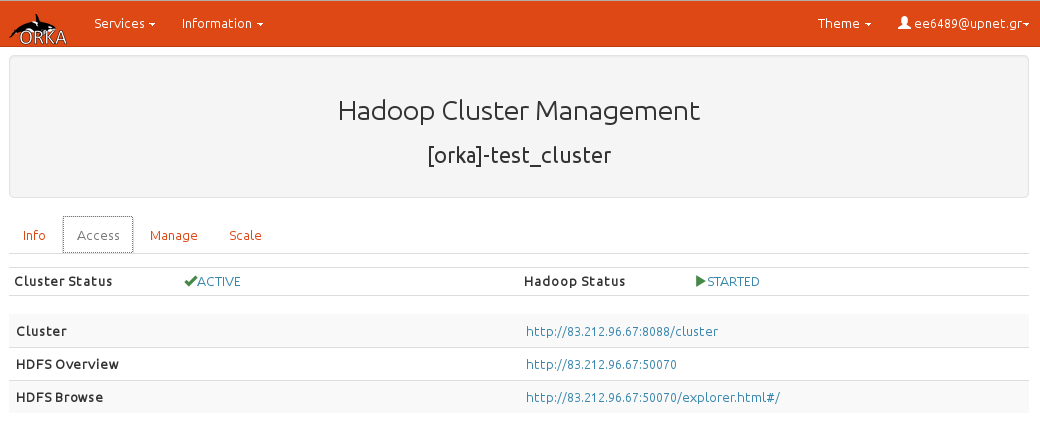 ORKA Services Information Theme ee6489@upnet.gr
Hadoop Cluster Management
[orka]-test_cluster
Info Access Manage Scale
Cluster Status ACTIVE Hadoop Status STARTED
Cluster http://83.212.96.67:8088/cluster
HDFS Overview http://83.212.96.67:50070
HDFS Browse http://83.212.96.67:50070/explorer.html#/